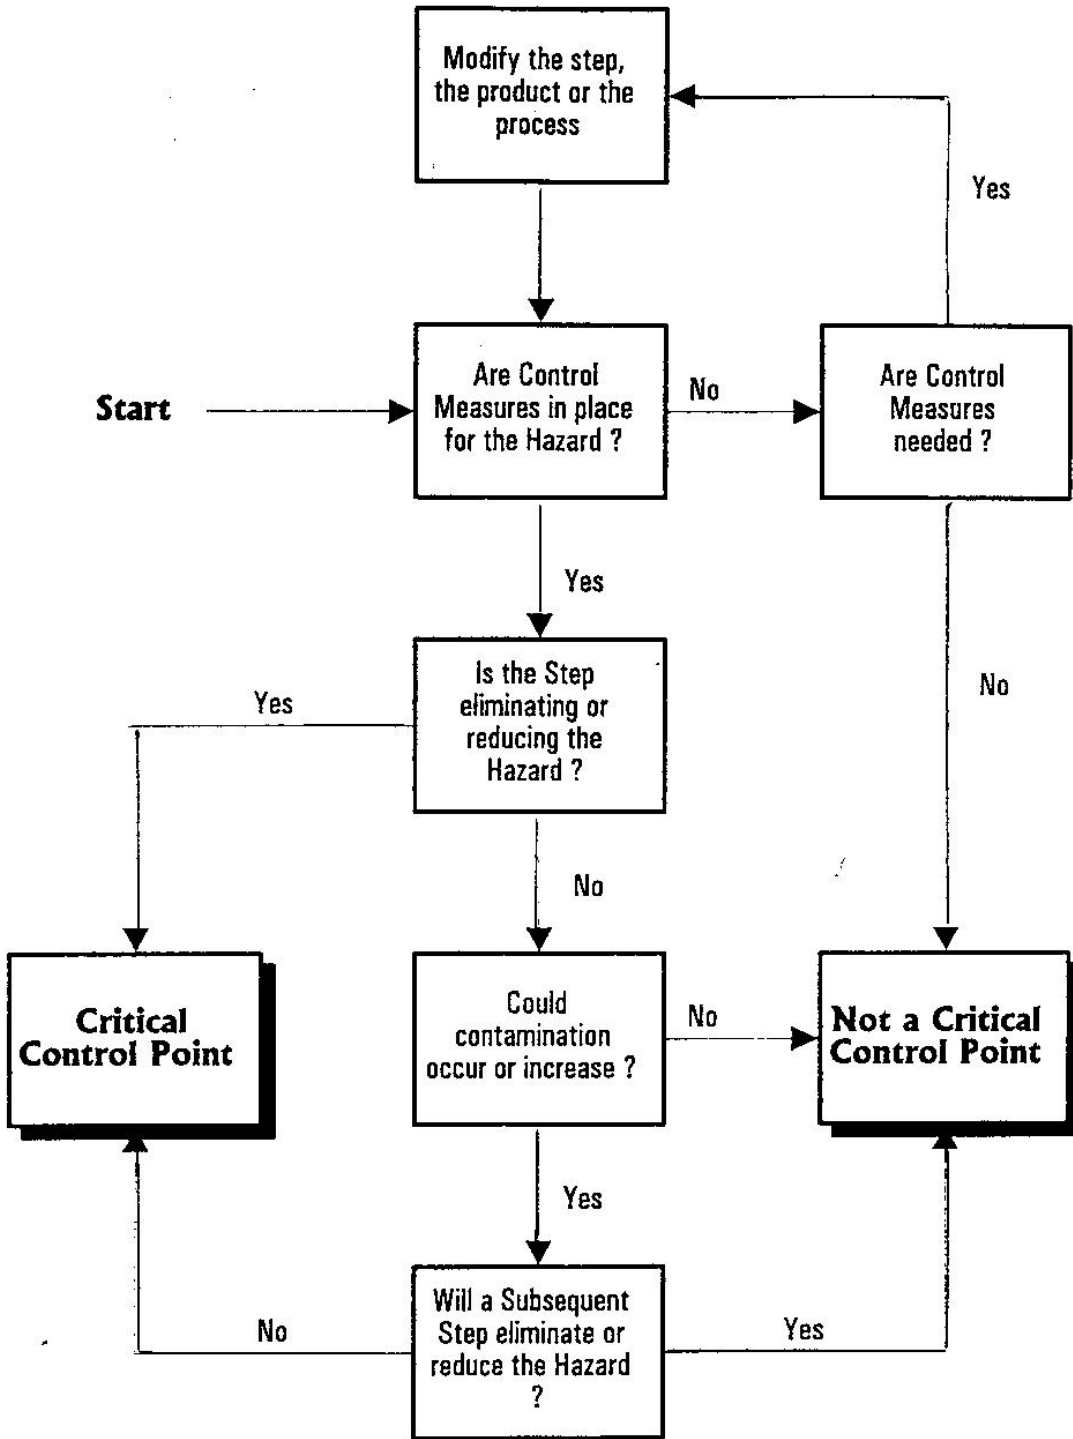 Modify the step,
the product or the
process
Yes
Start
Are Control
Measures in place
for the Hazard ?
No
Are Control
Measures
needed ?
Yes
No
Is the Step
eliminating or
reducing the
Hazard ?
Yes
No
Critical
Control Point
Could
contamination
occur or increase ?
No
Not a Critical
Control Point
Yes
Will a Subsequent
Step eliminate or
reduce the Hazard
?
No
Yes